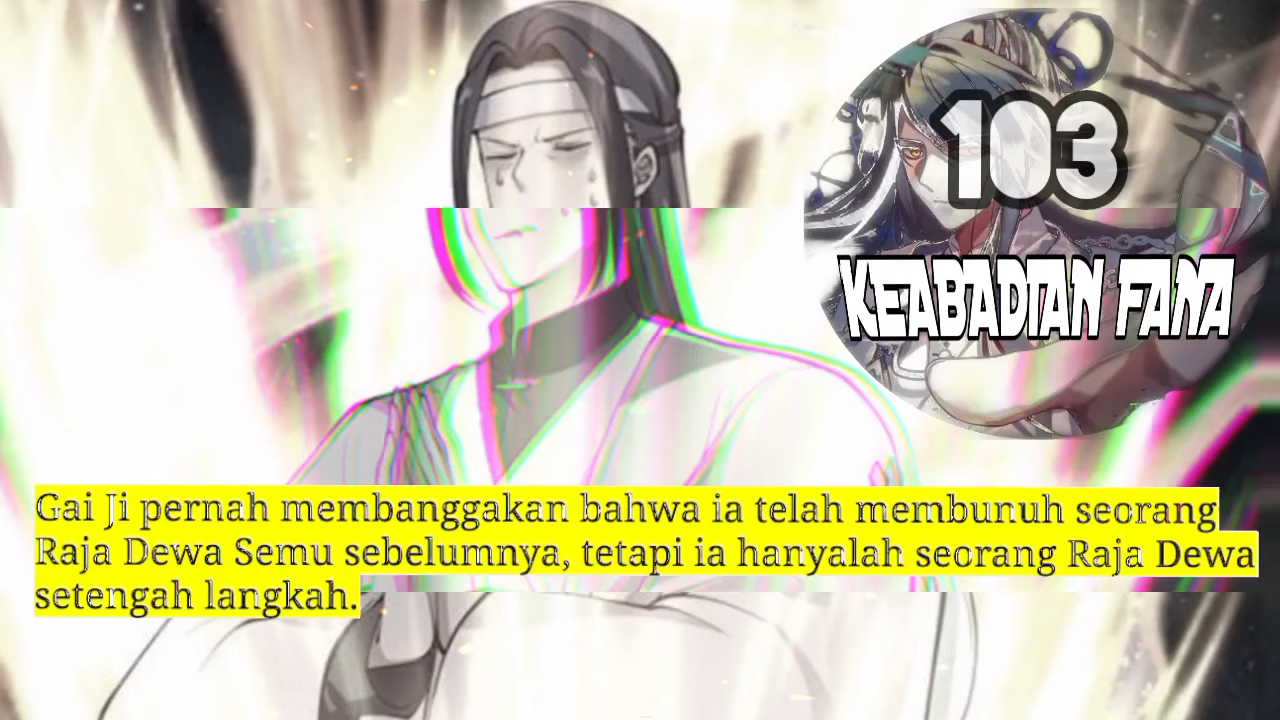 103
KEABADIAN FANA
Gai Ji pernah membanggakan bahwa ia telah membunuh seorang
Raja Dewa Semu sebelumnya, tetapi ia hanyalah seorang Raja Dewa
setengah langkah.